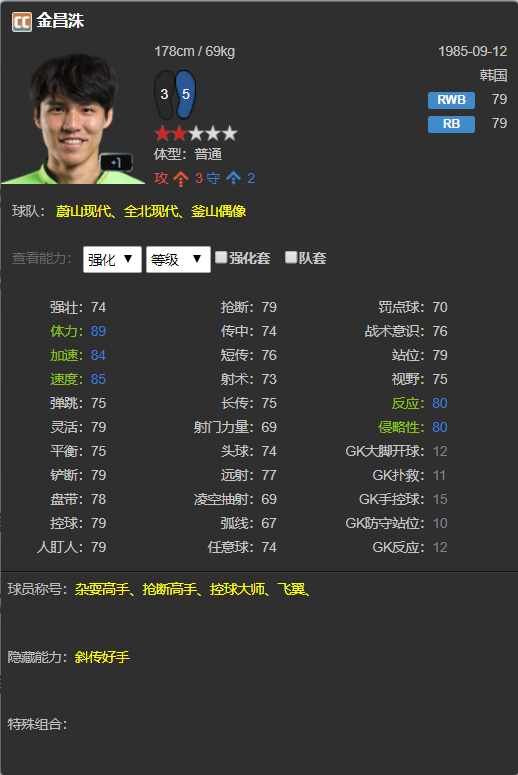 CC 金昌洙
178cm / 69kg 1985-09-12
韩国
3 5 RWB 79
RB 79
+1
体型：普通
攻 3 守 2
球队： 蔚山现代、全北现代、釜山偶像
查看能力： 强化 ▼ 等级 ▼ 强化套 队套
强壮：74 抢断：79 罚点球：70
体力：89 传中：74 战术意识：76
加速：84 短传：76 站位：79
速度：85 射术：73 视野：75
弹跳：75 长传：75 反应：80
灵活：79 射门力量：69 侵略性：80
平衡：75 头球：74 GK大脚开球：12
铲断：79 远射：77 GK扑救：11
盘带：78 凌空抽射：69 GK手控球：15
控球：79 弧线：67 GK防守站位：10
人盯人：79 任意球：74 GK反应：12
球员称号：杂耍高手、抢断高手、控球大师、飞翼、
隐藏能力：斜传好手
特殊组合：